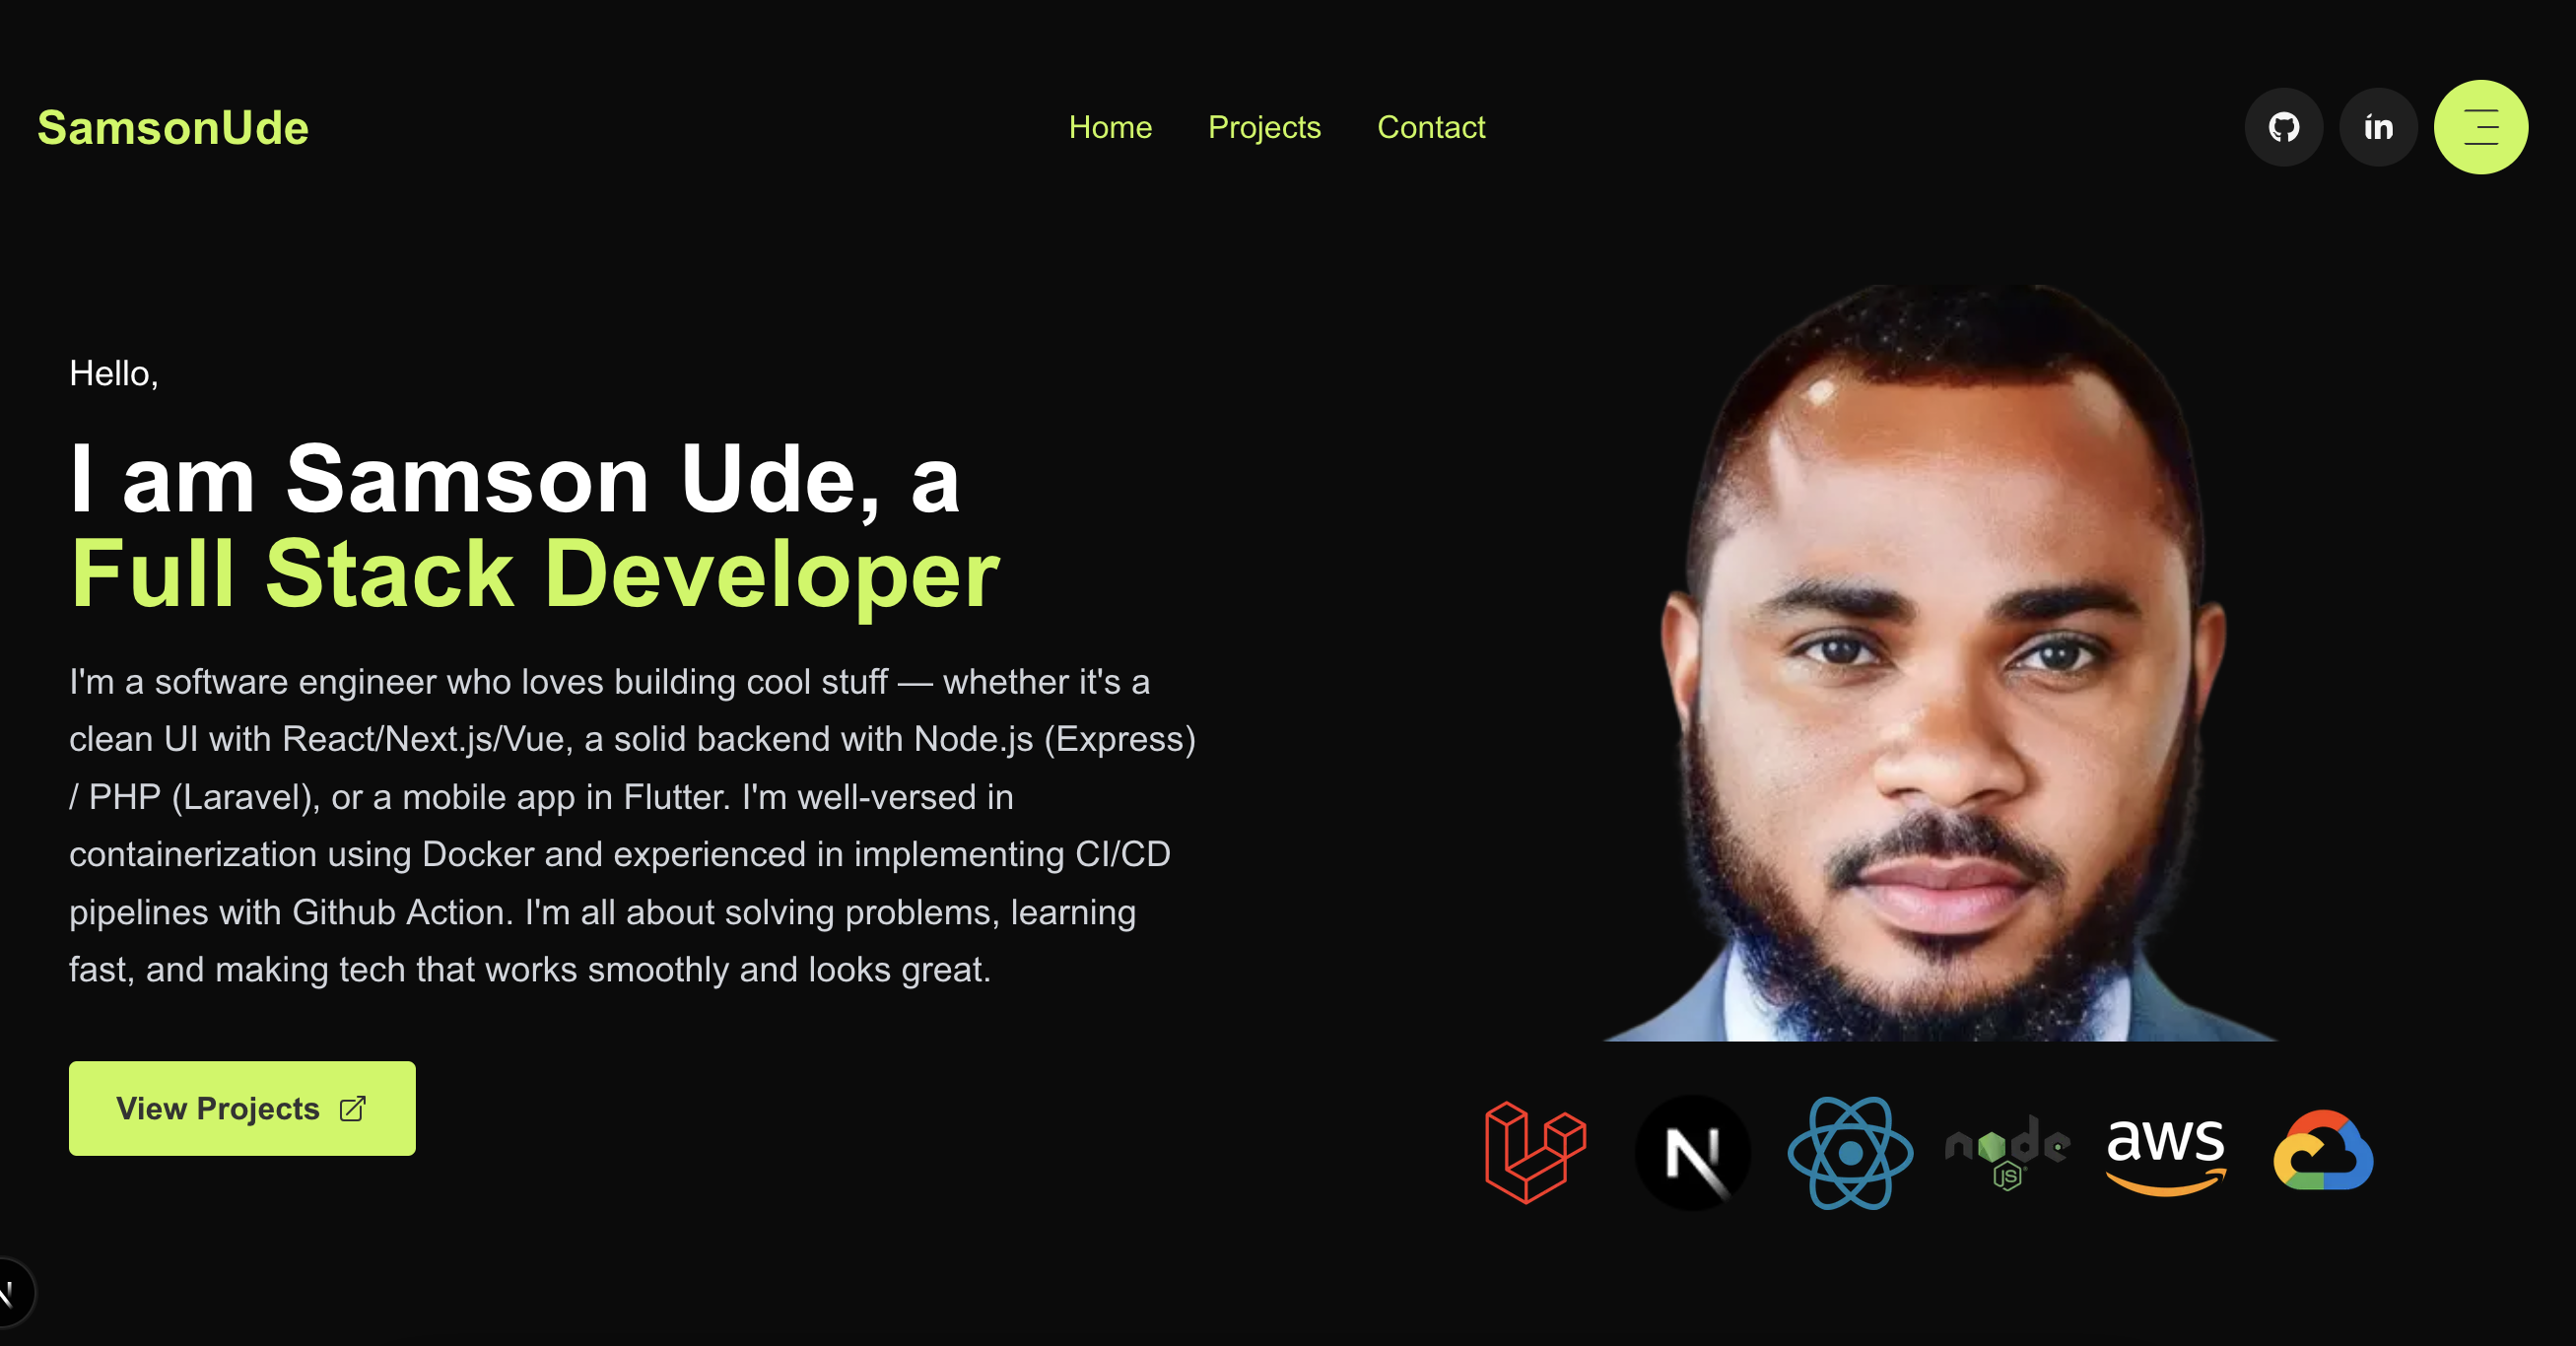 SamsonUde
Home Projects Contact
in
Hello,
I am Samson Ude, a
Full Stack Developer
I'm a software engineer who loves building cool stuff — whether it's a
clean UI with React/Next.js/Vue, a solid backend with Node.js (Express)
/ PHP (Laravel), or a mobile app in Flutter. I'm well-versed in
containerization using Docker and experienced in implementing CI/CD
pipelines with Github Action. I'm all about solving problems, learning
fast, and making tech that works smoothly and looks great.
View Projects
N node JS aws
N